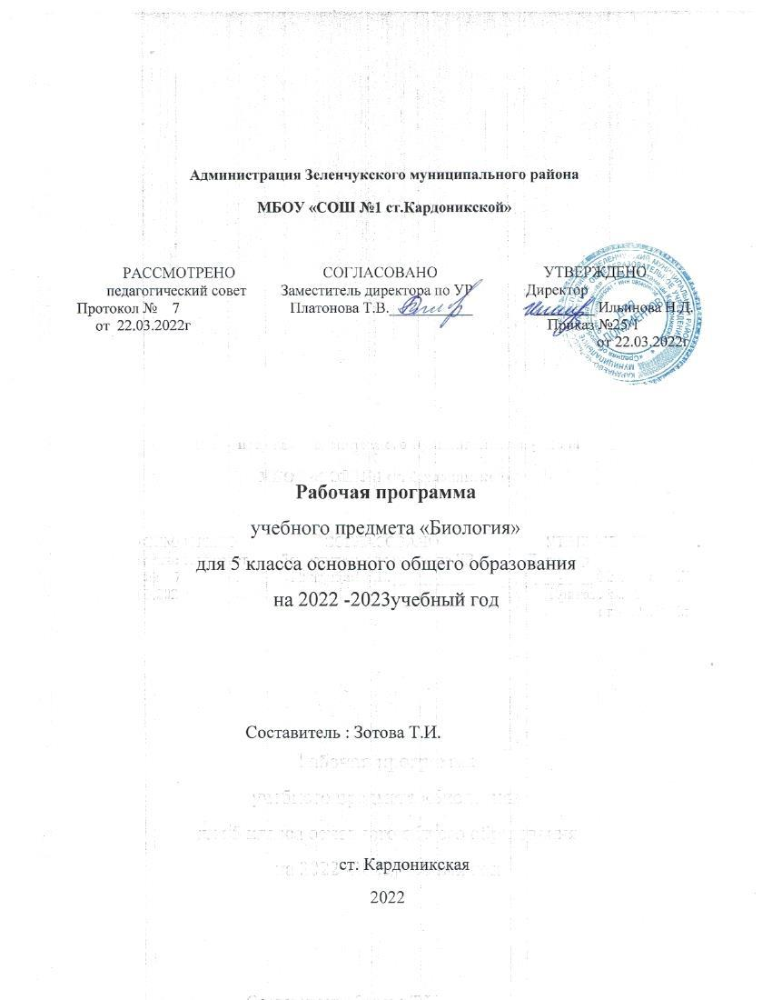 Администрация Зеленчукского муниципального района
МБОУ «СОШ №1 ст.Кардоникской»
РАССМОТРЕНО СОГЛАСОВАНО УТВЕРЖДЕНО
педагогический совет Заместитель директора по УР Директор
Протокол № 7 Платонова Т.В. Ильинова Н.Д.
от 22.03.2022г Приказ №25/1
от 22.03.2022г
Рабочая программа
учебного предмета «Биология»
для 5 класса основного общего образования
на 2022 -2023учебный год
Составитель : Зотова Т.И.
ст. Кардоникская
2022